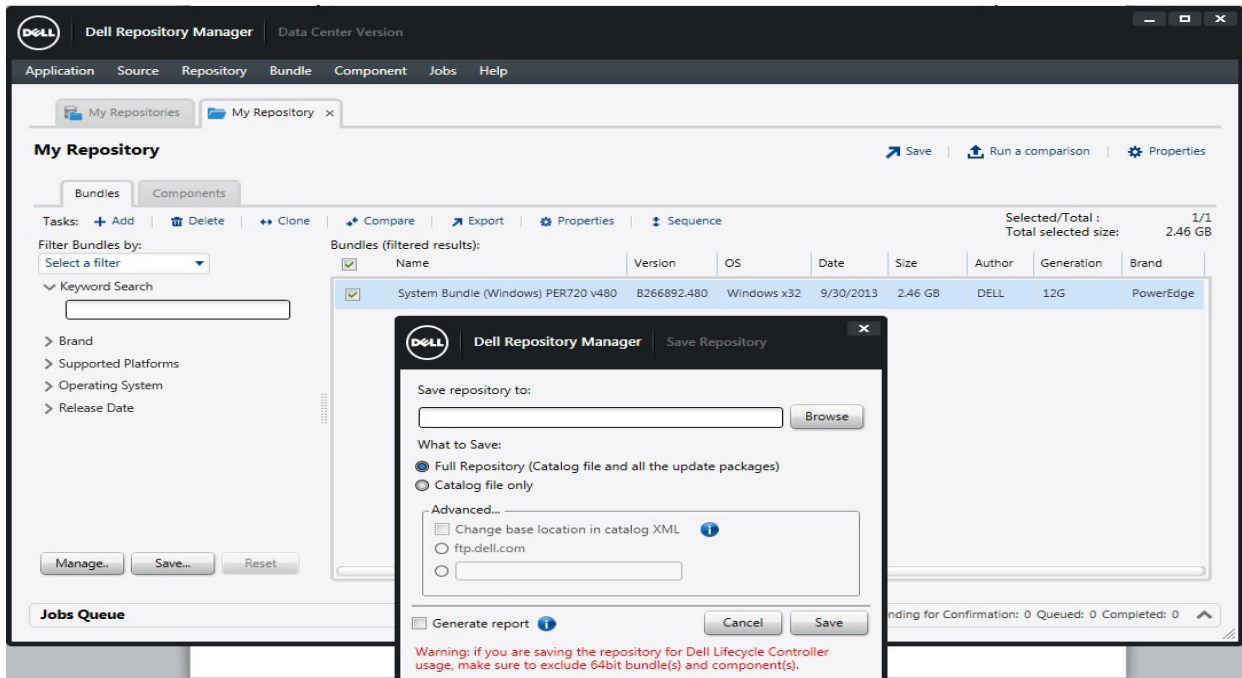 DELL Dell Repository Manager Data Center Version
Application Source Repository Bundle Component Jobs Help
My Repositories My Repository x
My Repository
Save Run a comparison Properties
Bundles Components
Tasks: + Add Delete Clone Compare Export Properties Sequence
Selected/Total : 1/1
Total selected size: 2.46 GB
Filter Bundles by:
Select a filter
Keyword Search
Brand
Supported Platforms
Operating System
Release Date
Manage.. Save... Reset
Bundles (filtered results):
Name Version OS Date Size Author Generation Brand
System Bundle (Windows) PER720 v480 B266892.480 Windows x32 9/30/2013 2.46 GB DELL 12G PowerEdge
DELL Dell Repository Manager Save Repository
Save repository to:
Browse
What to Save:
Full Repository (Catalog file and all the update packages)
Catalog file only
Advanced...
Change base location in catalog XML
ftp.dell.com
Generate report Cancel Save
Warning: if you are saving the repository for Dell Lifecycle Controller
usage, make sure to exclude 64bit bundle(s) and component(s).
Jobs Queue
for Confirmation: 0 Queued: 0 Completed: 0